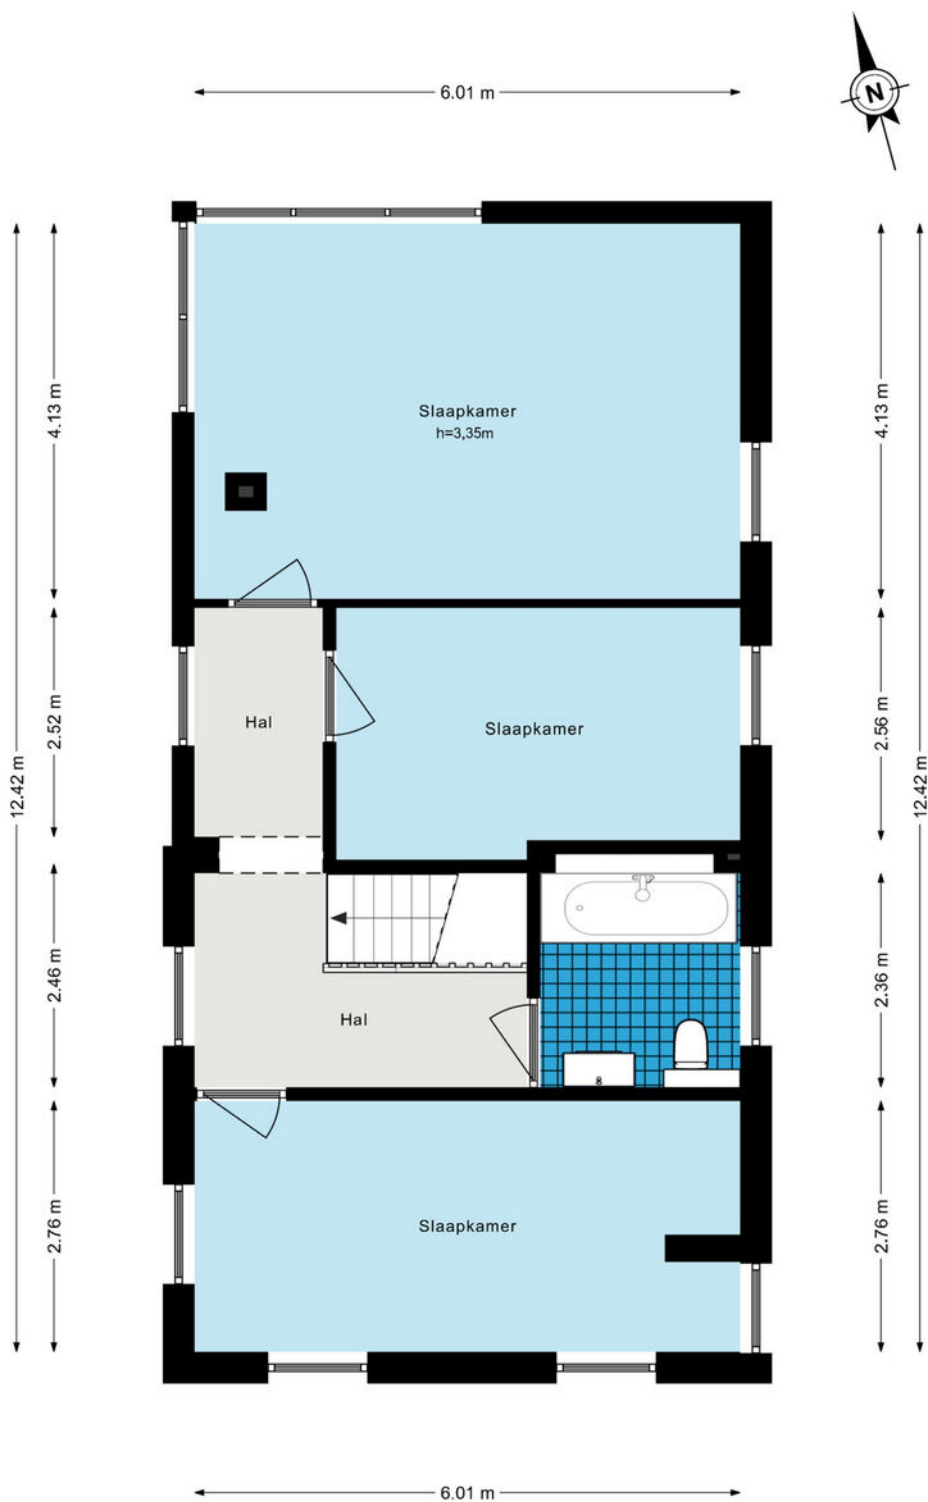 N
6.01 m
12.42 m
4.13 m
Slaapkamer
h=3,35m
4.13 m
12.42 m
2.52 m
Hal
Slaapkamer
2.56 m
2.46 m
Hal
2.36 m
2.76 m
Slaapkamer
2.76 m
6.01 m